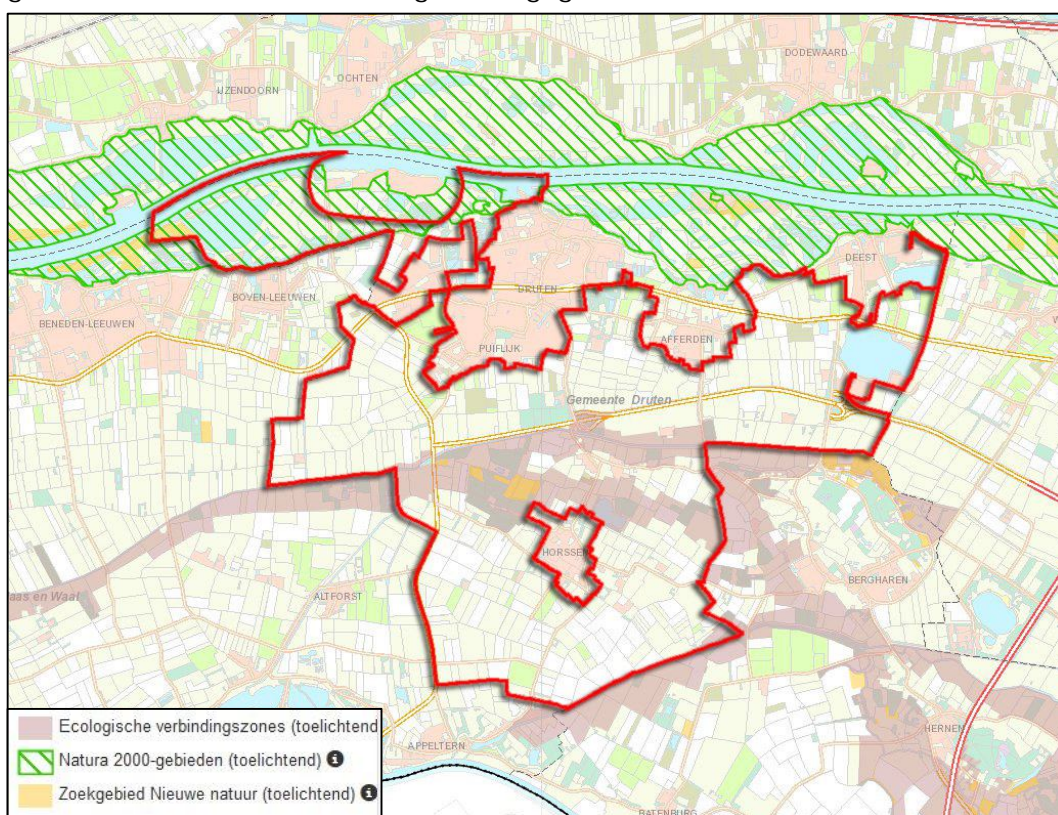 DODEWAARD
OCHTEN
IJZENDOORN
DEEST
BOVEN-LEEUWEN
DRUTEN
BENEDEN-LEEUWEN
AFFERDEN
PUIFLIJK
Gemeente Druten
HORSSEN
BERGHAREN
aas en Waal
ALTFORST
HERNEN
APPELTERN
BATENBURG
Ecologische verbindingszones (toelichtend
Natura 2000-gebieden (toelichtend)
Zoekgebied Nieuwe natuur (toelichtend)